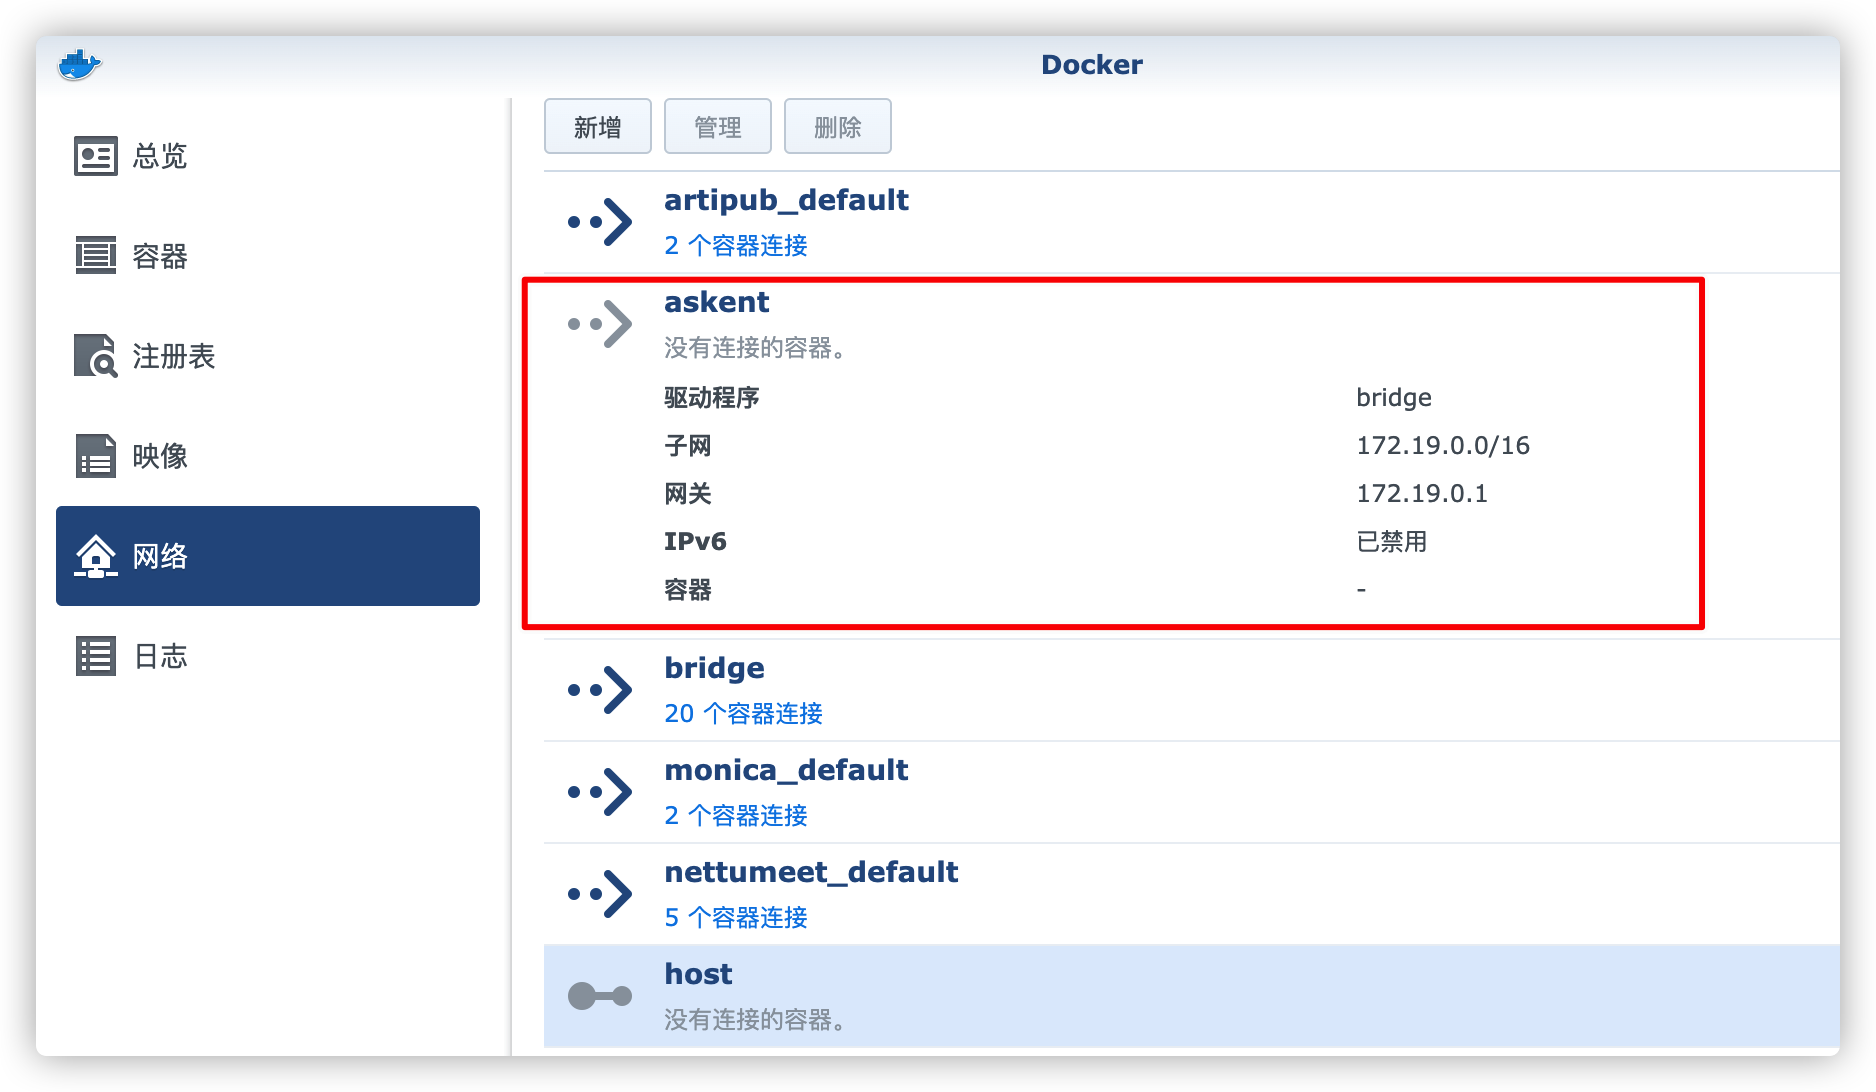 Docker
总览
容器
注册表
映像
网络
日志
新增 管理 删除
artipub_default
2 个容器连接
askent
没有连接的容器。
驱动程序 bridge
子网 172.19.0.0/16
网关 172.19.0.1
IPv6 已禁用
容器 -
bridge
20 个容器连接
monica_default
2 个容器连接
nettumeet_default
5 个容器连接
host
没有连接的容器。